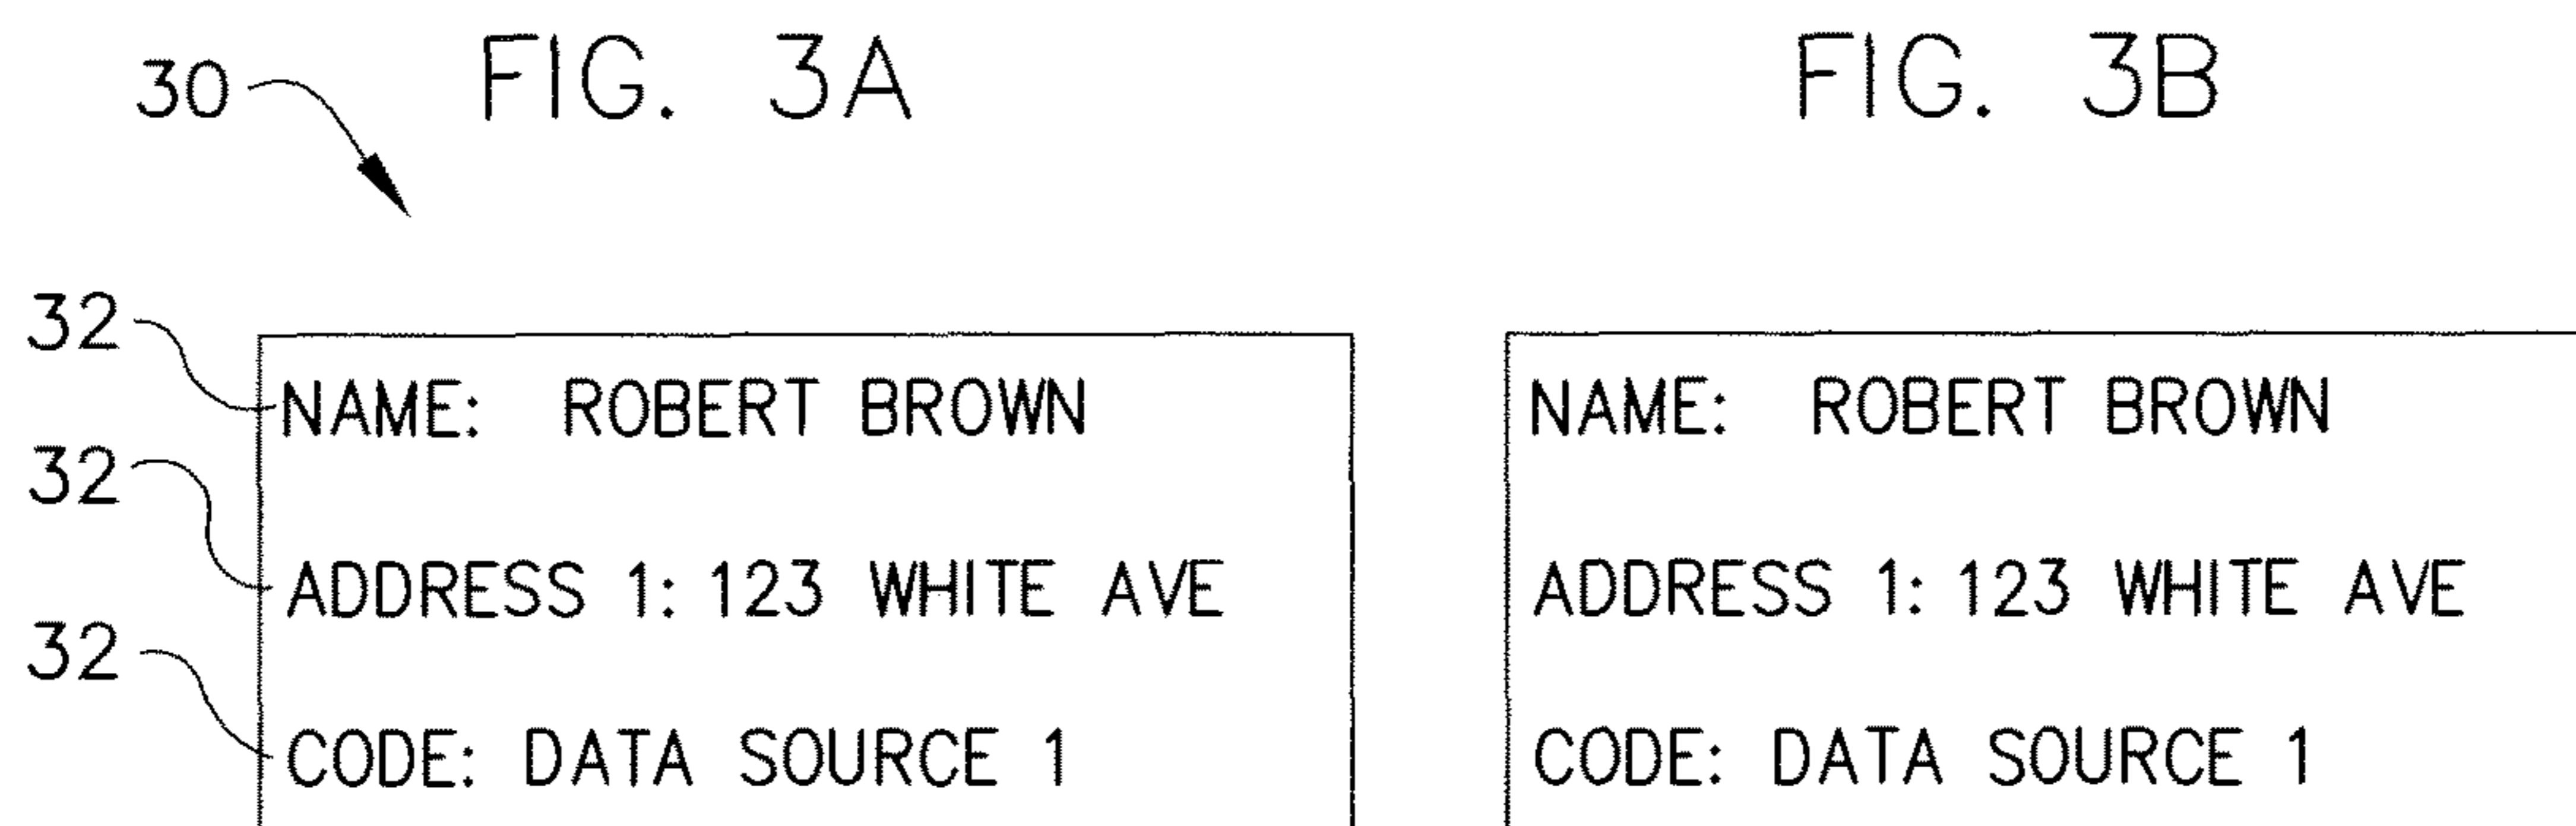 30 FIG. 3A FIG. 3B
32 NAME: ROBERT BROWN NAME: ROBERT BROWN
32 ADDRESS 1: 123 WHITE AVE ADDRESS 1: 123 WHITE AVE
32 CODE: DATA SOURCE 1 CODE: DATA SOURCE 1